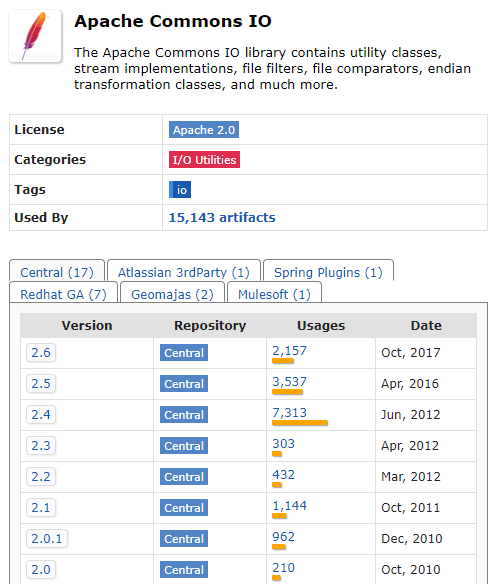 Apache Commons IO
The Apache Commons IO library contains utility classes,
stream implementations, file filters, file comparators, endian
transformation classes, and much more.
License Apache 2.0
Categories I/O Utilities
Tags io
Used By 15,143 artifacts
Central (17) Atlassian 3rdParty (1) Spring Plugins (1)
Redhat GA (7) Geomajas (2) Mulesoft (1)
Version Repository Usages Date
2.6 Central 2,157 Oct, 2017
2.5 Central 3,537 Apr, 2016
2.4 Central 7,313 Jun, 2012
2.3 Central 303 Apr, 2012
2.2 Central 432 Mar, 2012
2.1 Central 1,144 Oct, 2011
2.0.1 Central 962 Dec, 2010
2.0 Central 210 Oct, 2010